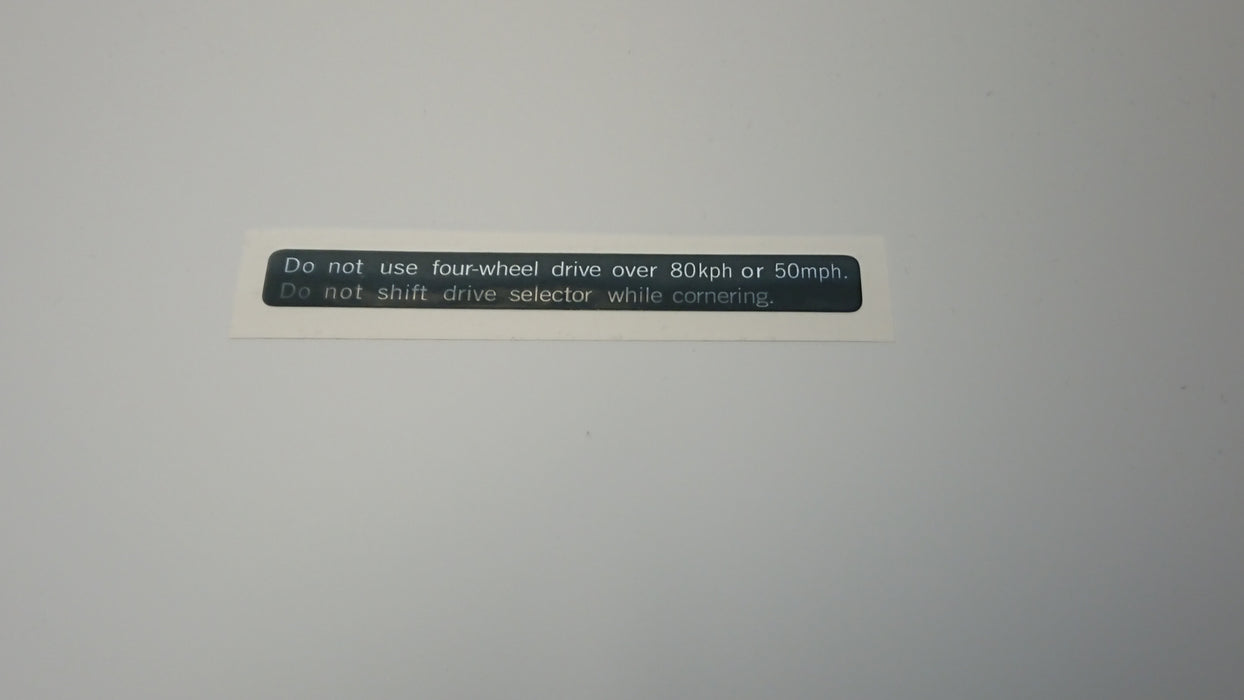 Do not use four-wheel drive over 80kph or 50mph.
Do not shift drive selector while cornering.